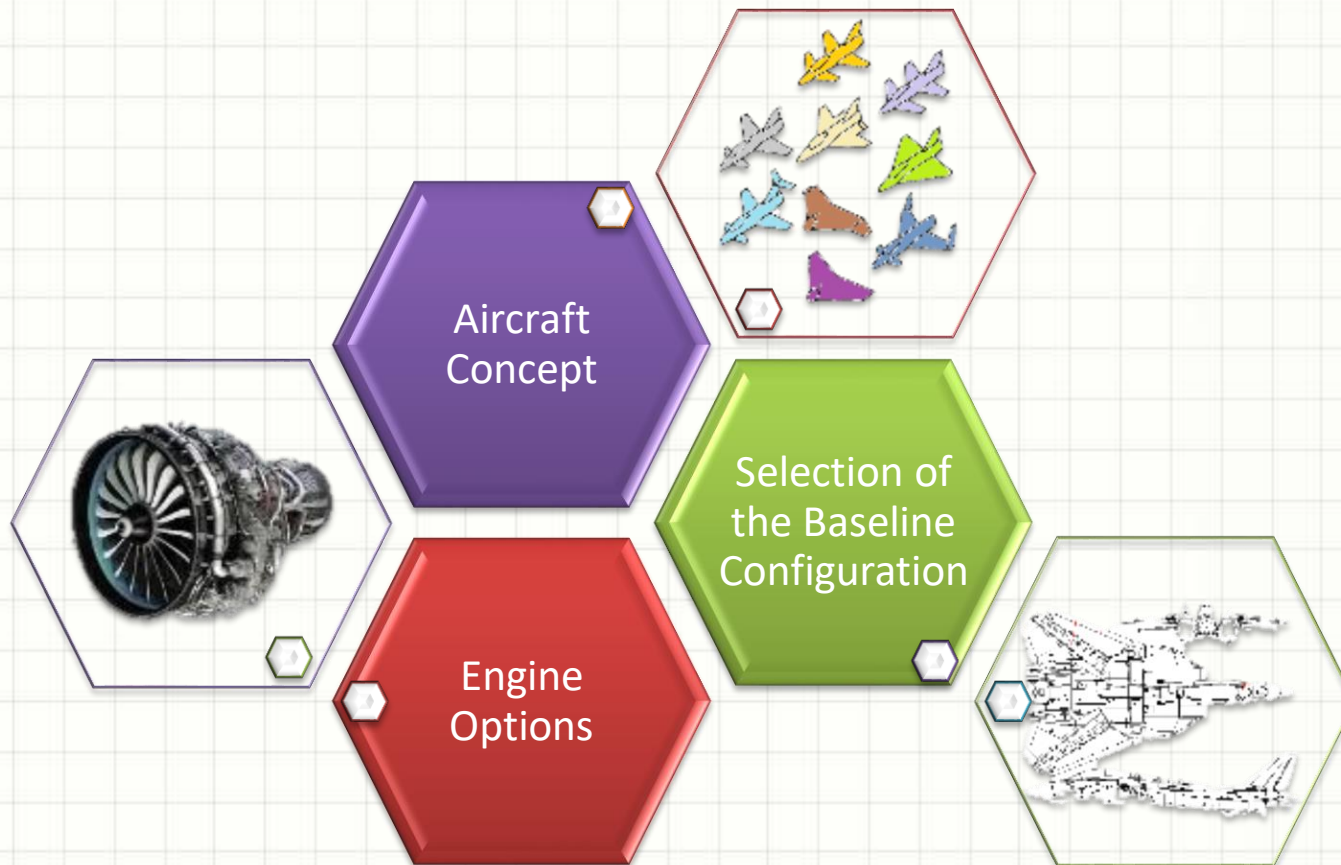 Aircraft
Concept
Selection of
the Baseline
Configuration
Engine
Options